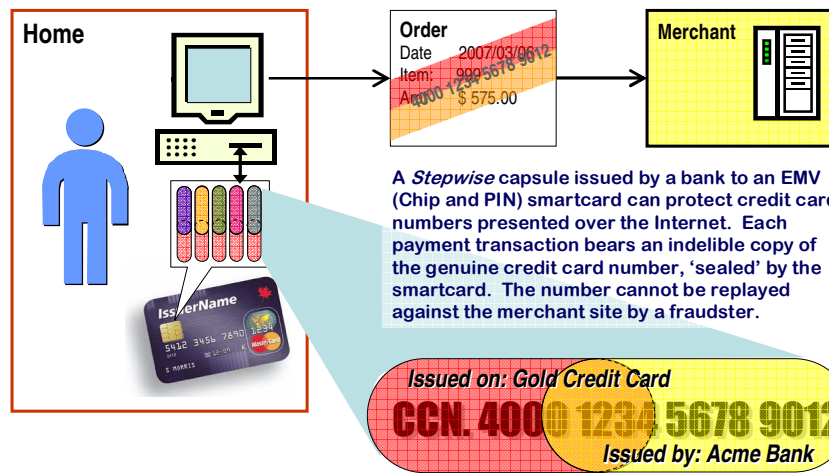 Home
Order
Date 2007/03/06
Item: 999
Amt: $ 575.00
4000 1234 5678 9012
Merchant
A Stepwise capsule issued by a bank to an EMV
(Chip and PIN) smartcard can protect credit card
numbers presented over the Internet. Each
payment transaction bears an indelible copy of
the genuine credit card number, ‘sealed’ by the
smartcard. The number cannot be replayed
against the merchant site by a fraudster.
IssuerName
5412 3456 7890 1234
12-09
S MORRIS
MasterCard
Issued on: Gold Credit Card
CCN. 4000 1234 5678 9012
Issued by: Acme Bank